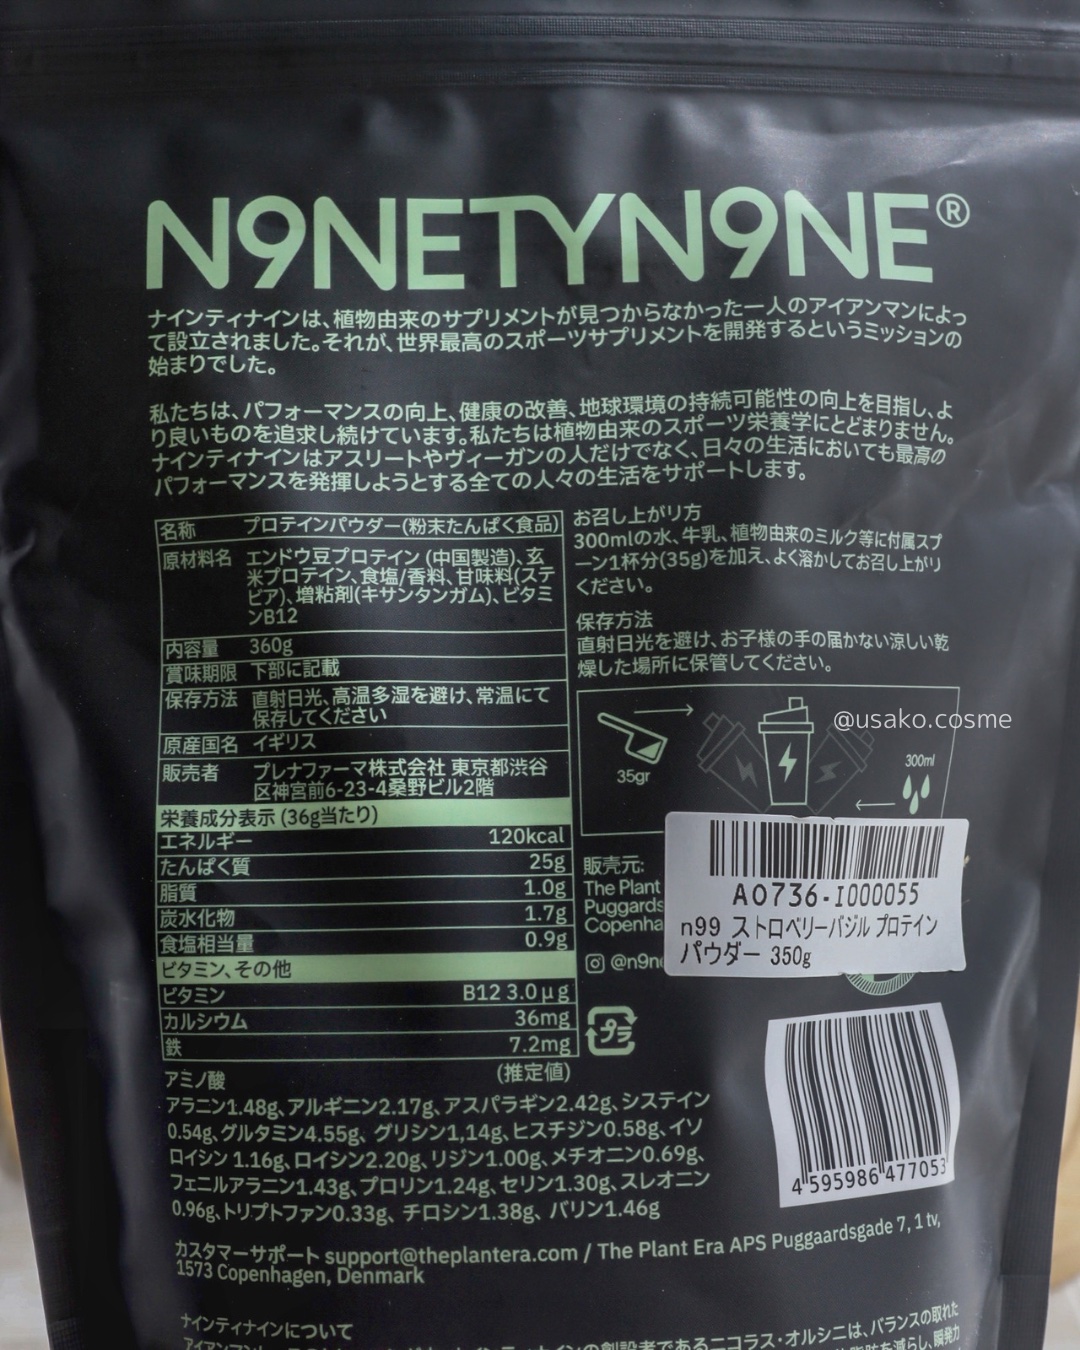 N9NETYN9NE®
ナインティナインは、植物由来のサプリメントが見つからなかった一人のアイアンマンによっ
て設立されました。それが、世界最高のスポーツサプリメントを開発するというミッションの
始まりでした。
私たちは、パフォーマンスの向上、健康の改善、地球環境の持続可能性の向上を目指し、よ
り良いものを追求し続けています。私たちは植物由来のスポーツ栄養学にとどまりません。
ナインティナインはアスリートやヴィーガンの人だけでなく、日々の生活においても最高の
パフォーマンスを発揮しようとする全ての人々の生活をサポートします。
名称 プロテインパウダー(粉末たんぱく食品)
原材料名 エンドウ豆プロテイン (中国製造)、玄
米プロテイン、食塩/香料、甘味料(ステ
ビア)、増粘剤(キサンタンガム)、ビタミ
ンB12
内容量 360g
賞味期限 下部に記載
保存方法 直射日光、高温多湿を避け、常温にて
保存してください
原産国名 イギリス
販売者 プレナファーマ株式会社 東京都渋谷
区神宮前6-23-4桑野ビル2階
栄養成分表示 (36g当たり)
エネルギー 120kcal
たんぱく質 25g
脂質 1.0g
炭水化物 1.7g
食塩相当量 0.9g
ビタミン、その他
ビタミン B12 3.0μg
カルシウム 36mg
鉄 7.2mg
お召し上がり方
300mlの水、牛乳、植物由来のミルク等に付属スプ
ーン1杯分(35g)を加え、よく溶かしてお召し上がり
ください。
保存方法
直射日光を避け、お子様の手の届かない涼しい乾
燥した場所に保管してください。
@usako.cosme
35gr
300ml
販売元:
The Plant
Puggards
Copenha
@n9ne
A0736-I000055
n99 ストロベリーバジル プロテイン
パウダー 350g
プラ
4595986477053
アミノ酸 (推定値)
アラニン1.48g、アルギニン2.17g、アスパラギン2.42g、システイン
0.54g、グルタミン4.55g、グリシン1,14g、ヒスチジン0.58g、イソ
ロイシン 1.16g、ロイシン2.20g、リジン1.00g、メチオニン0.69g、
フェニルアラニン1.43g、プロリン1.24g、セリン1.30g、スレオニン
0.96g、トリプトファン0.33g、チロシン1.38g、バリン1.46g
カスタマーサポート support@theplantera.com / The Plant Era APS Puggaardsgade 7, 1 tv,
1573 Copenhagen, Denmark
ナインティナインについて
の創設者であるニコラス・オルシニは、バランスの取れた
を減らし、瞬発力